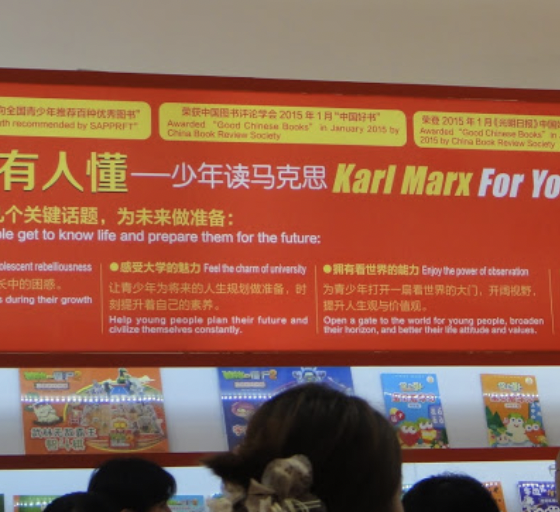 向全国青少年推荐百种优秀图书"
th recommended by SAPPRFT"
荣获中国图书评论学会 2015 年 1 月 "中国好书"
Awarded "Good Chinese Books" in January 2015 by
China Book Review Society
荣登 2015 年 1 月《光明日报》中国
Awarded "Good Chinese Books" in
2015 by China Book Review Society
有人懂——少年读马克思 Karl Marx For Yo
几个关键话题，为未来做准备：
le get to know life and prepare them for the future:
olescent rebelliousness
长中的困惑。
s during their growth
●感受大学的魅力 Feel the charm of university
让青少年为将来的人生规划做准备，时
刻提升着自己的素养。
Help young people plan their future and
civilize themselves constantly.
●拥有看世界的能力 Enjoy the power of observation
为青少年打开一扇看世界的大门，开阔视野，
提升人生观与价值观。
Open a gate to the world for young people, broaden
their horizon, and better their life attitude and values.